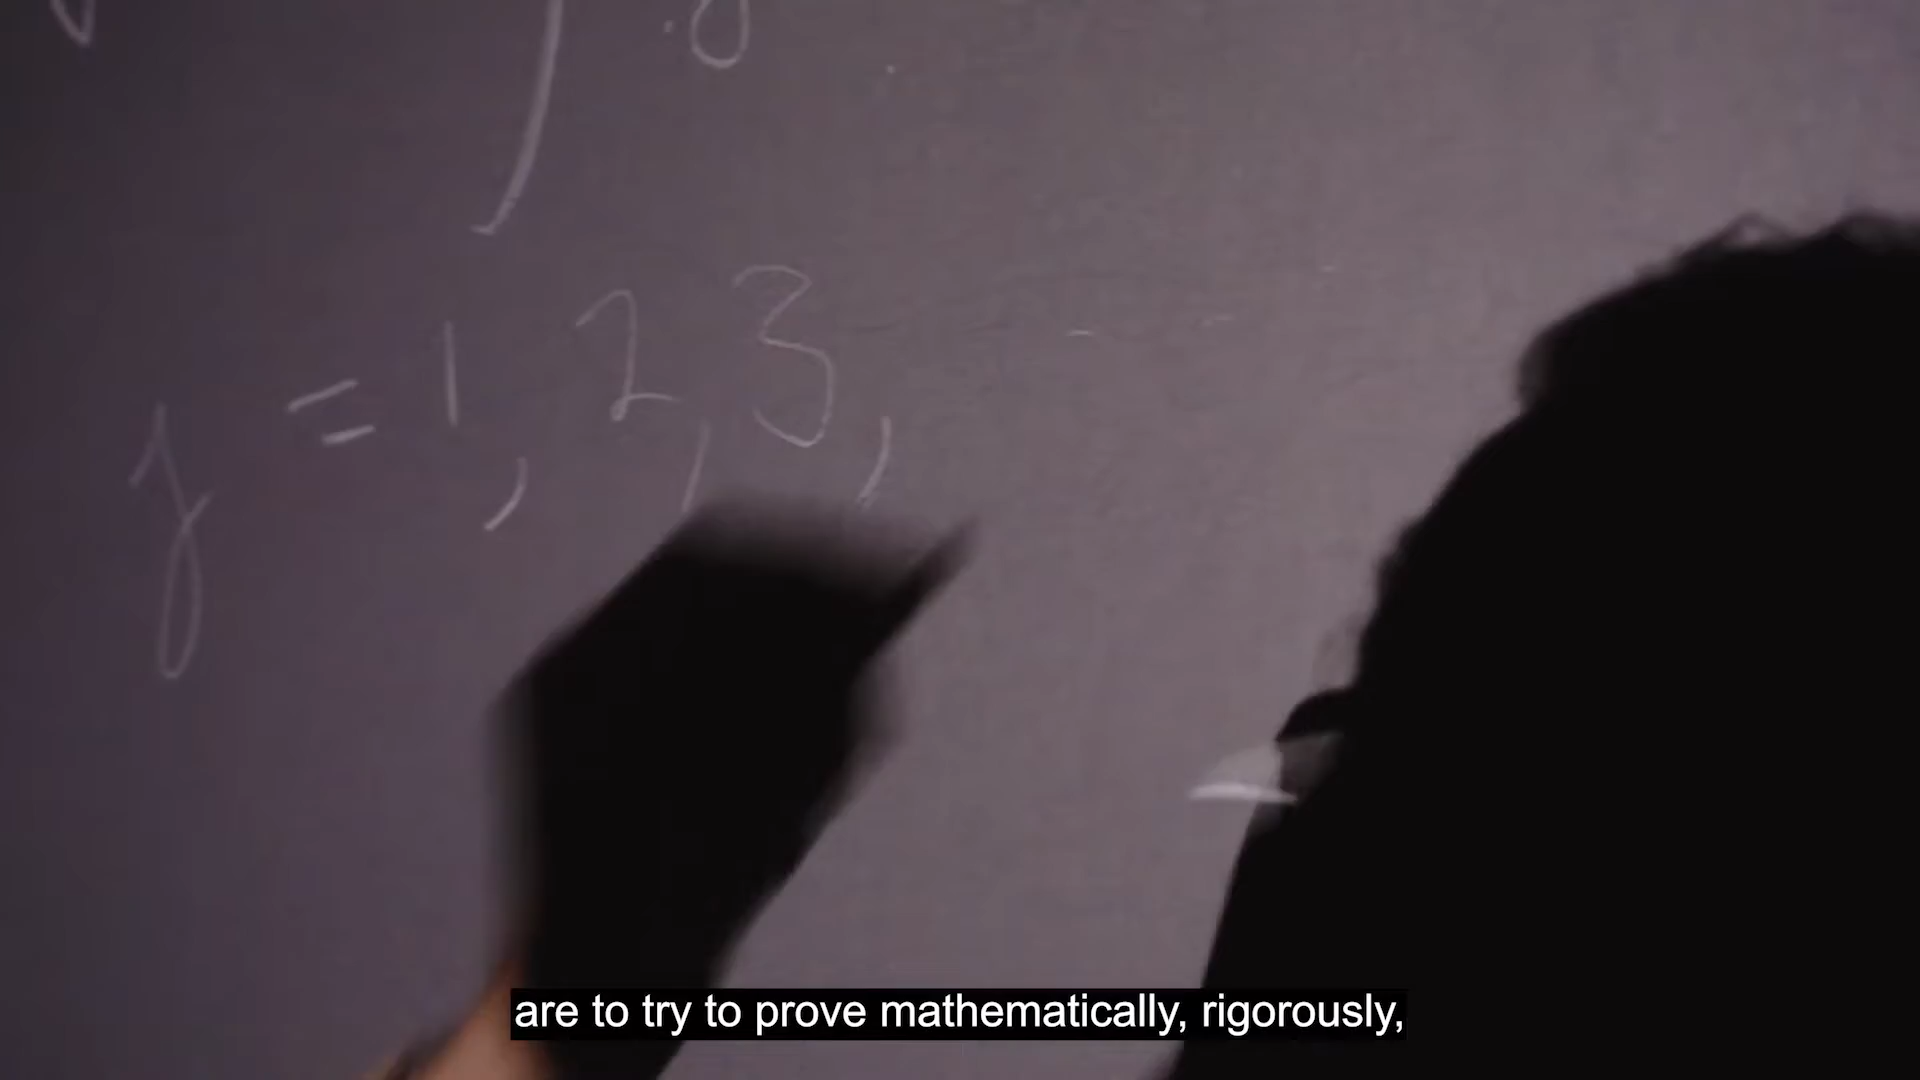 j = 1, 2, 3,
are to try to prove mathematically, rigorously,